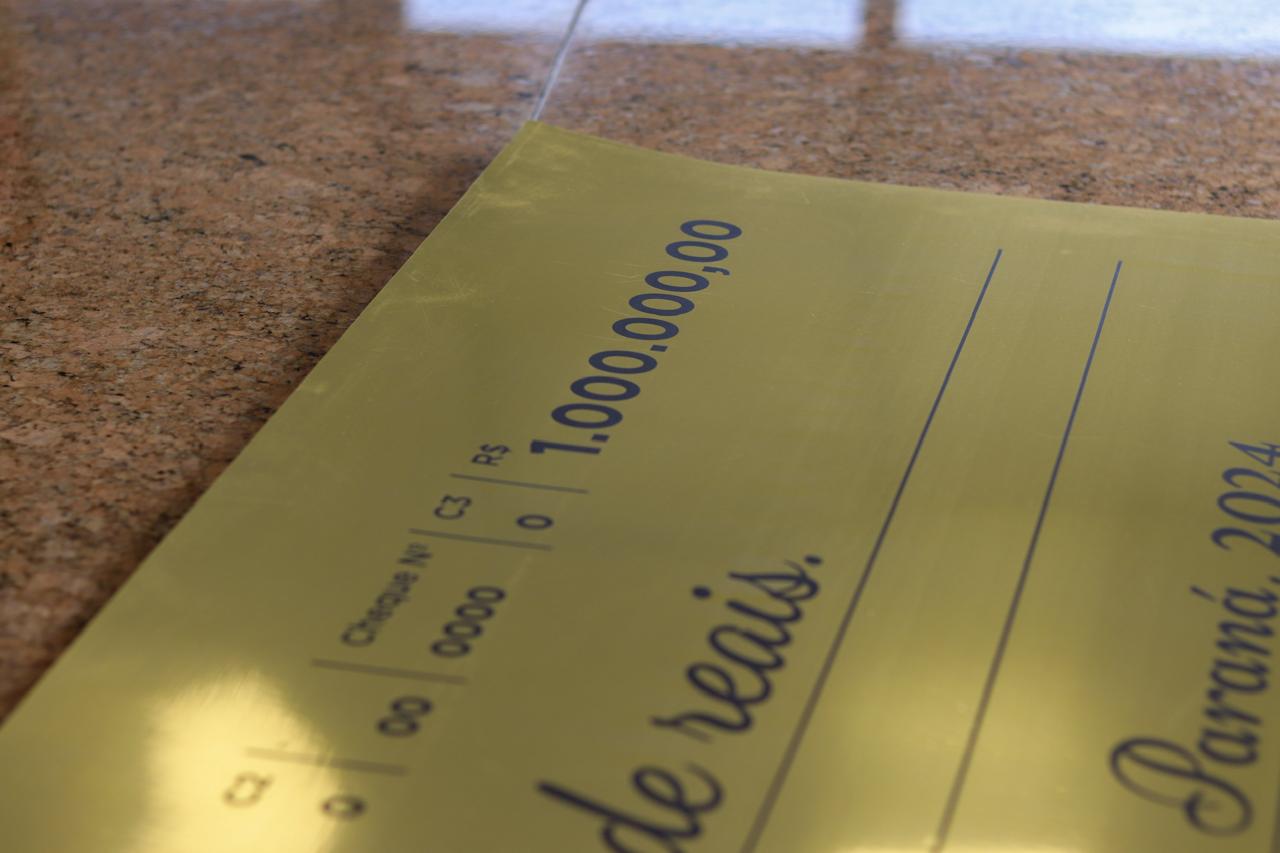 C2 Cheque Nº C3 R$
0 00 0000 0 1.000.000,00
de reais.
Paraná, 2024